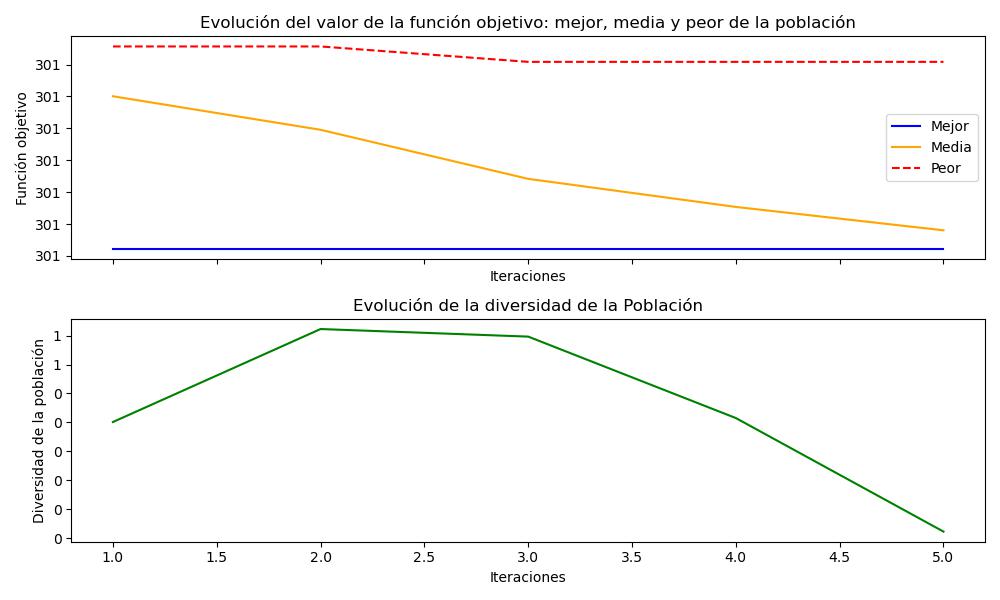 Evolución del valor de la función objetivo: mejor, media y peor de la población
301
301
301
301
301
301
301
Función objetivo
Mejor
Media
Peor
Iteraciones
Evolución de la diversidad de la Población
1
1
0
0
0
0
0
0
Diversidad de la población
1.0 1.5 2.0 2.5 3.0 3.5 4.0 4.5 5.0
Iteraciones